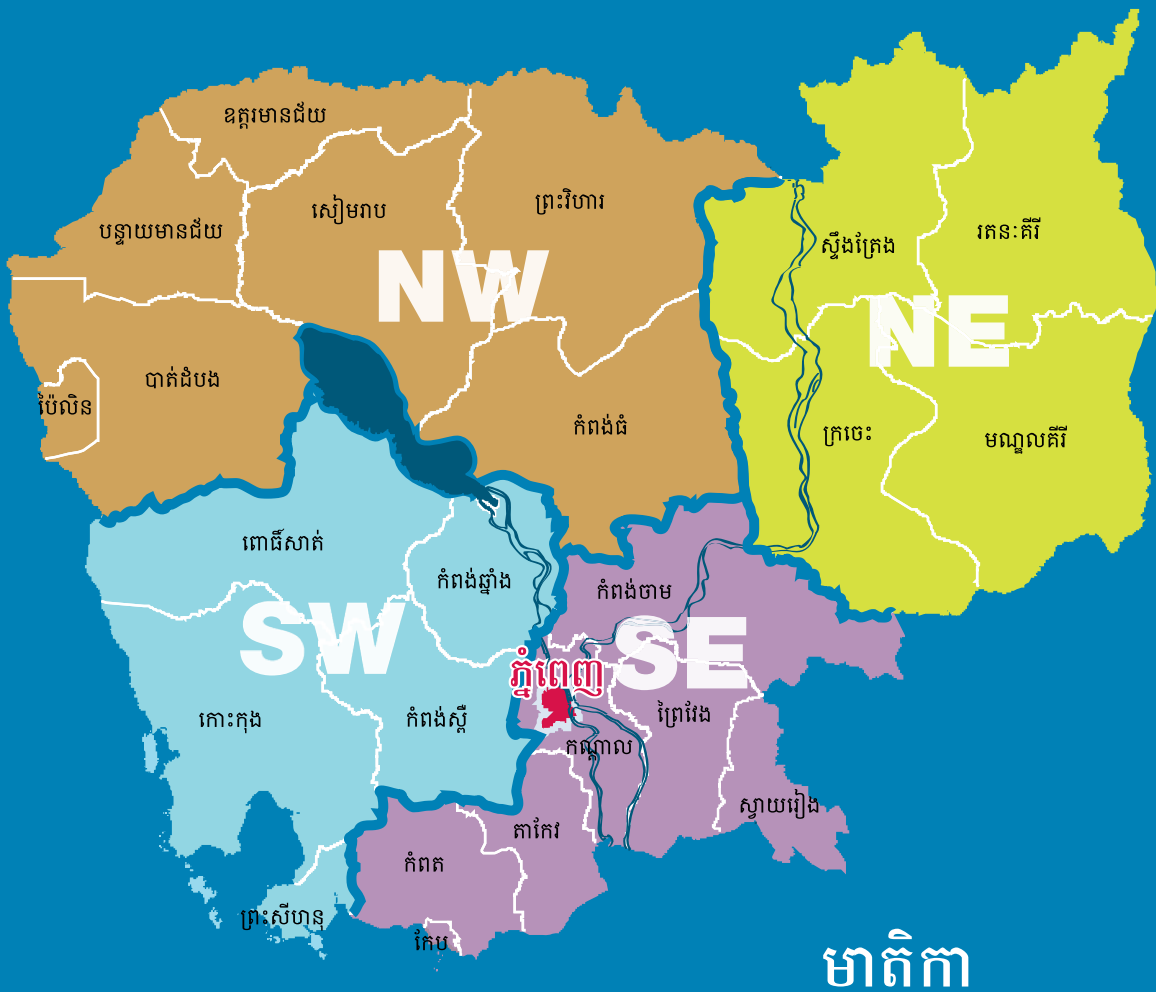 ឧត្តរមានជ័យ
ព្រះវិហារ
សៀមរាប
បន្ទាយមានជ័យ
រតនៈគីរី
ស្ទឹងត្រែង
NW
NE
បាត់ដំបង
ប៉ៃលិន
កំពង់ធំ
ក្រចេះ
មណ្ឌលគីរី
ពោធិ៍សាត់
កំពង់ឆ្នាំង
កំពង់ចាម
SW
SE
ភ្នំពេញ
កោះកុង
កំពង់ស្ពឺ
ព្រៃវែង
កណ្តាល
ស្វាយរៀង
តាកែវ
កំពត
ព្រះសីហនុ
កែប
មាតិកា